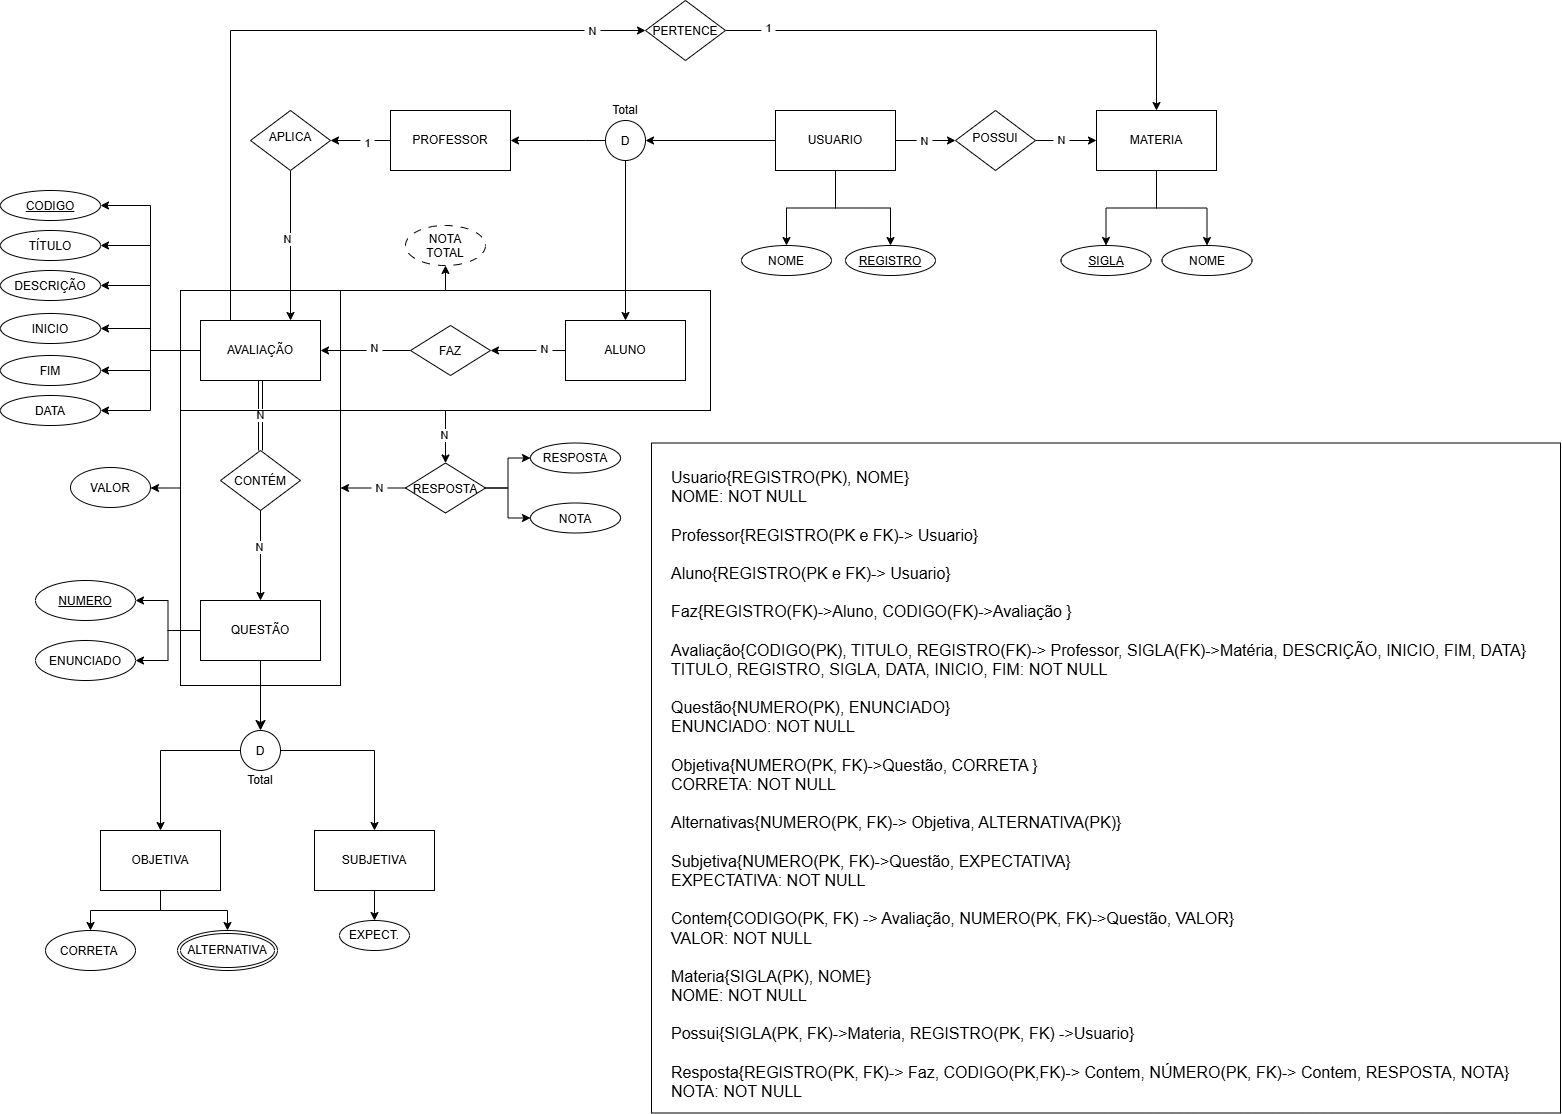 N
PERTENCE
1
Total
APLICA
1
PROFESSOR
D
USUARIO
N
POSSUI
N
MATERIA
CODIGO
TÍTULO
DESCRIÇÃO
INICIO
FIM
DATA
N
NOTA
TOTAL
NOME
REGISTRO
SIGLA
NOME
AVALIAÇÃO
N
FAZ
N
ALUNO
N
N
VALOR
CONTÉM
N
RESPOSTA
RESPOSTA
NOTA
N
NUMERO
ENUNCIADO
QUESTÃO
D
Total
OBJETIVA
SUBJETIVA
CORRETA
ALTERNATIVA
EXPECT.
Usuario{REGISTRO(PK), NOME}
NOME: NOT NULL
Professor{REGISTRO(PK e FK)-> Usuario}
Aluno{REGISTRO(PK e FK)-> Usuario}
Faz{REGISTRO(FK)->Aluno, CODIGO(FK)->Avaliação }
Avaliação{CODIGO(PK), TITULO, REGISTRO(FK)-> Professor, SIGLA(FK)->Matéria, DESCRIÇÃO, INICIO, FIM, DATA}
TITULO, REGISTRO, SIGLA, DATA, INICIO, FIM: NOT NULL
Questão{NUMERO(PK), ENUNCIADO}
ENUNCIADO: NOT NULL
Objetiva{NUMERO(PK, FK)->Questão, CORRETA }
CORRETA: NOT NULL
Alternativas{NUMERO(PK, FK)-> Objetiva, ALTERNATIVA(PK)}
Subjetiva{NUMERO(PK, FK)->Questão, EXPECTATIVA}
EXPECTATIVA: NOT NULL
Contem{CODIGO(PK, FK) -> Avaliação, NUMERO(PK, FK)->Questão, VALOR}
VALOR: NOT NULL
Materia{SIGLA(PK), NOME}
NOME: NOT NULL
Possui{SIGLA(PK, FK)->Materia, REGISTRO(PK, FK) ->Usuario}
Resposta{REGISTRO(PK, FK)-> Faz, CODIGO(PK,FK)-> Contem, NÚMERO(PK, FK)-> Contem, RESPOSTA, NOTA}
NOTA: NOT NULL